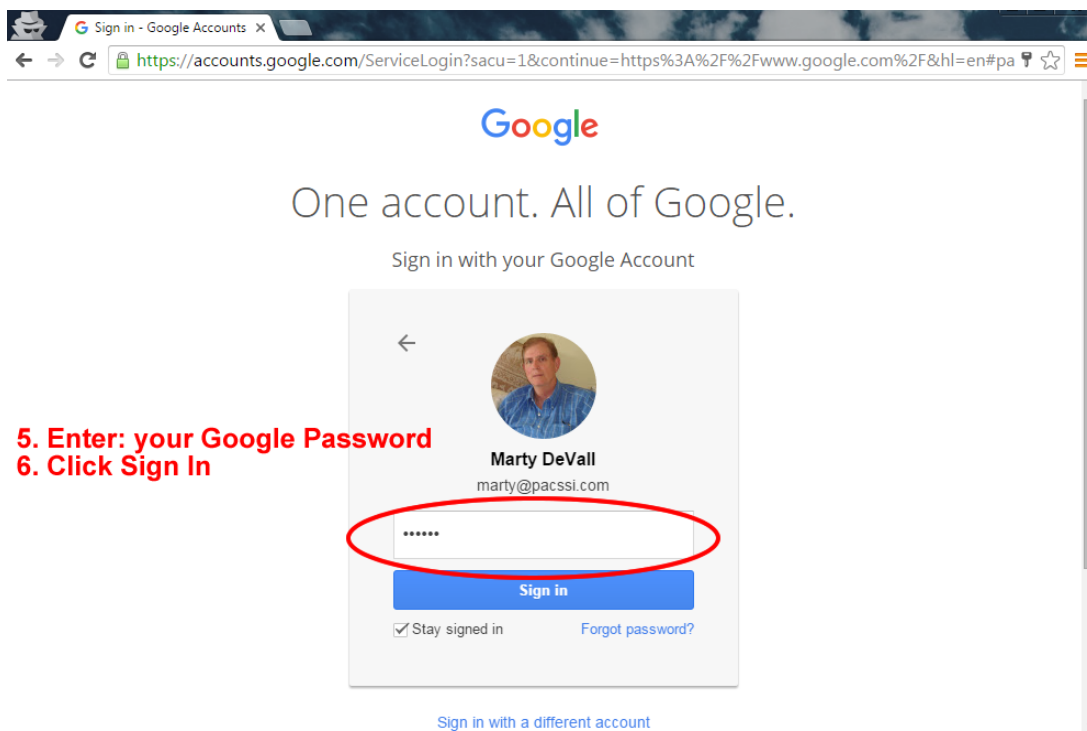 Sign in - Google Accounts
https://accounts.google.com/ServiceLogin?sacu=1&continue=https%3A%2F%2Fwww.google.com%2F&hl=en#pa
Google
One account. All of Google.
Sign in with your Google Account
5. Enter: your Google Password
6. Click Sign In
Marty DeVall
marty@pacssi.com
••••••
Sign in
Stay signed in Forgot password?
Sign in with a different account